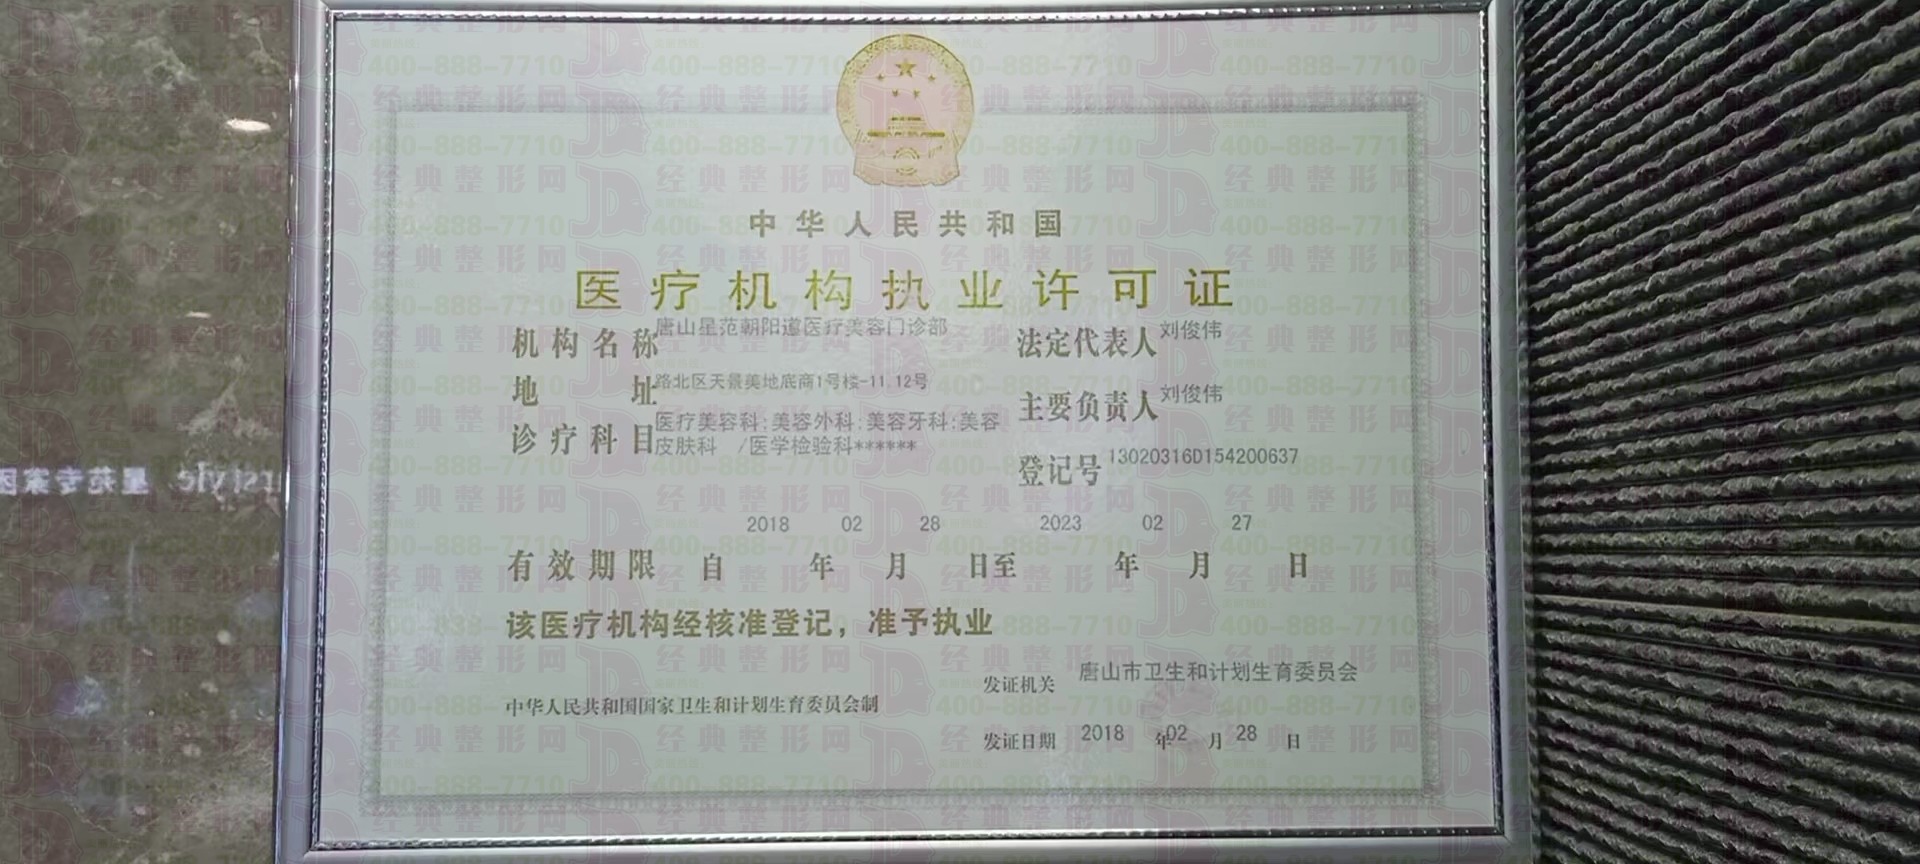 中华人民共和国
医疗机构执业许可证
机构名称 唐山星范朝阳道医疗美容门诊部
法定代表人 刘俊伟
地址 路北区天景美地底商1号楼-11.12号
主要负责人 刘俊伟
诊疗科目 医疗美容科:美容外科:美容牙科:美容
皮肤科 /医学检验科******
登记号 13020316D154200637
2018 02 28 2023 02 27
有效期限 自 年 月 日至 年 月 日
该医疗机构经核准登记，准予执业
发证机关 唐山市卫生和计划生育委员会
中华人民共和国国家卫生和计划生育委员会制
发证日期 2018 年 02 月 28 日
经典整形网
400-888-7710